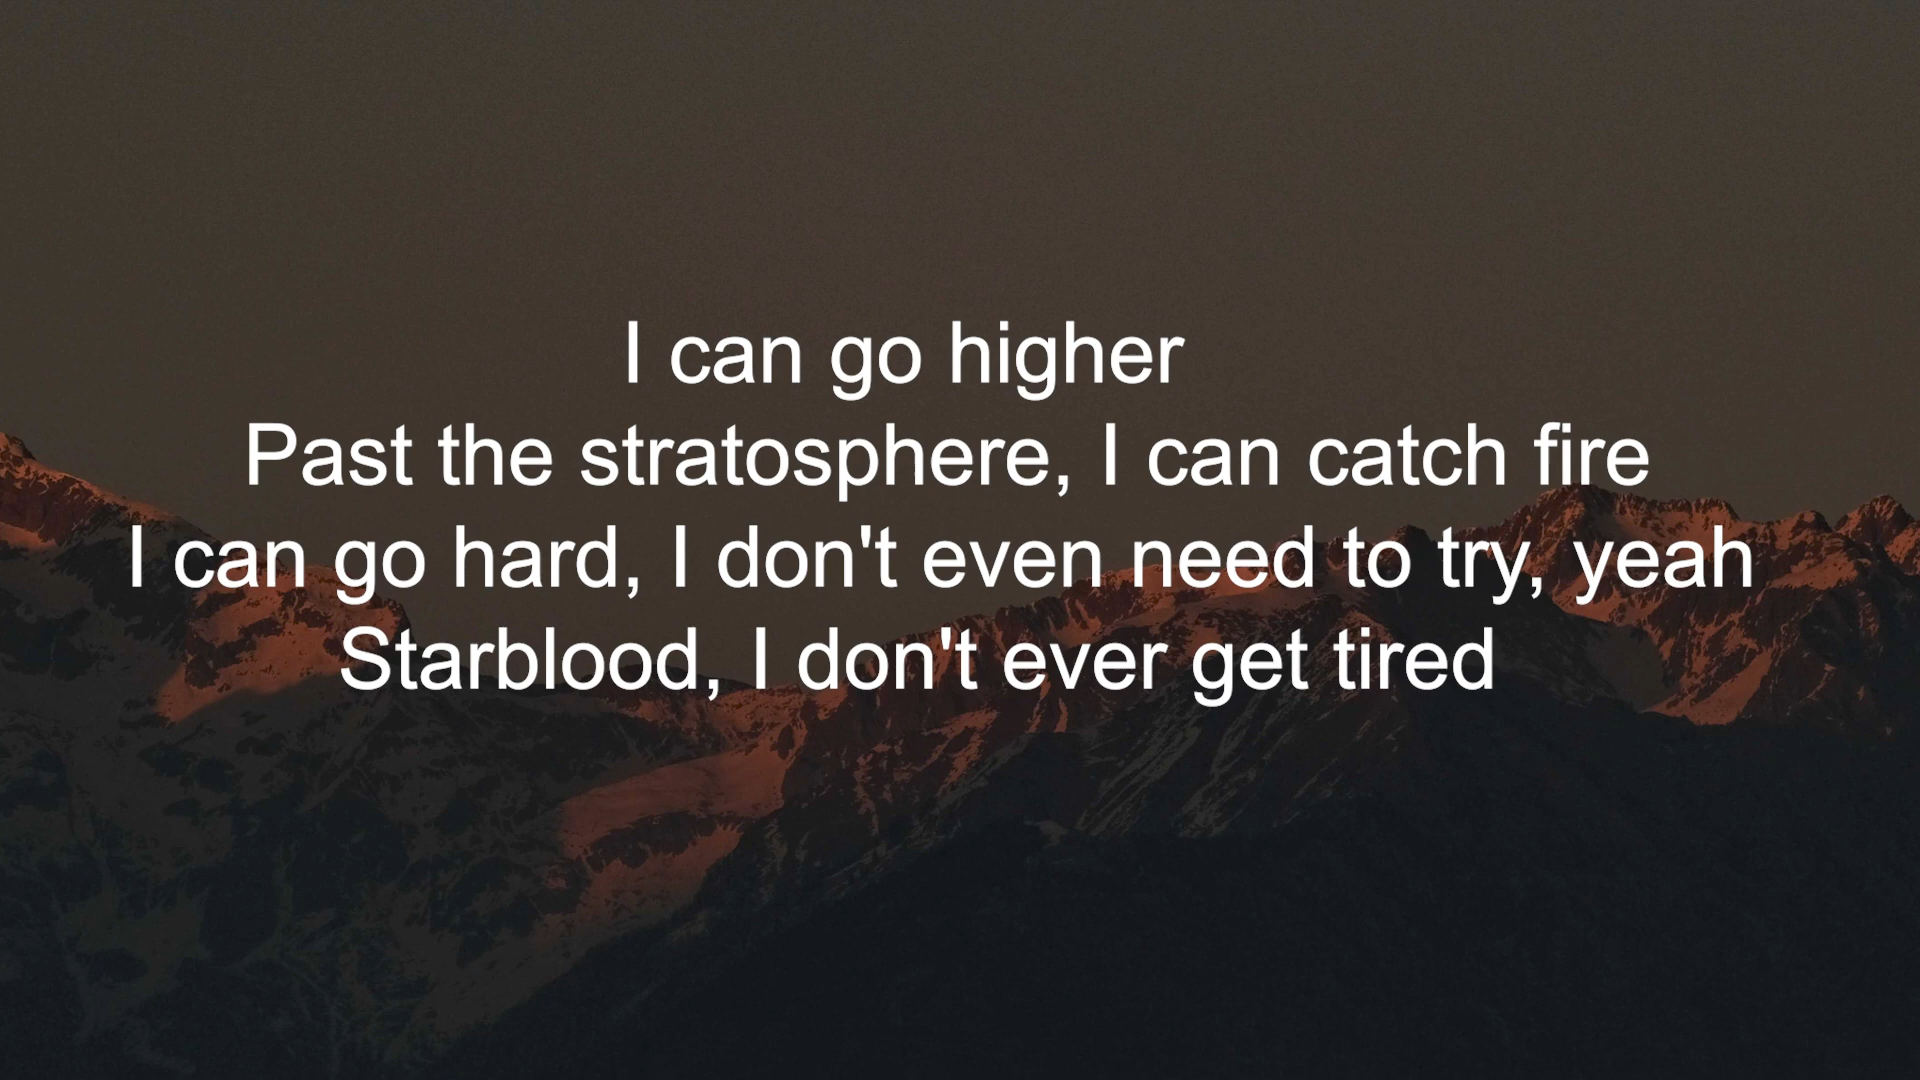 I can go higher
Past the stratosphere, I can catch fire
I can go hard, I don't even need to try, yeah
Starblood, I don't ever get tired